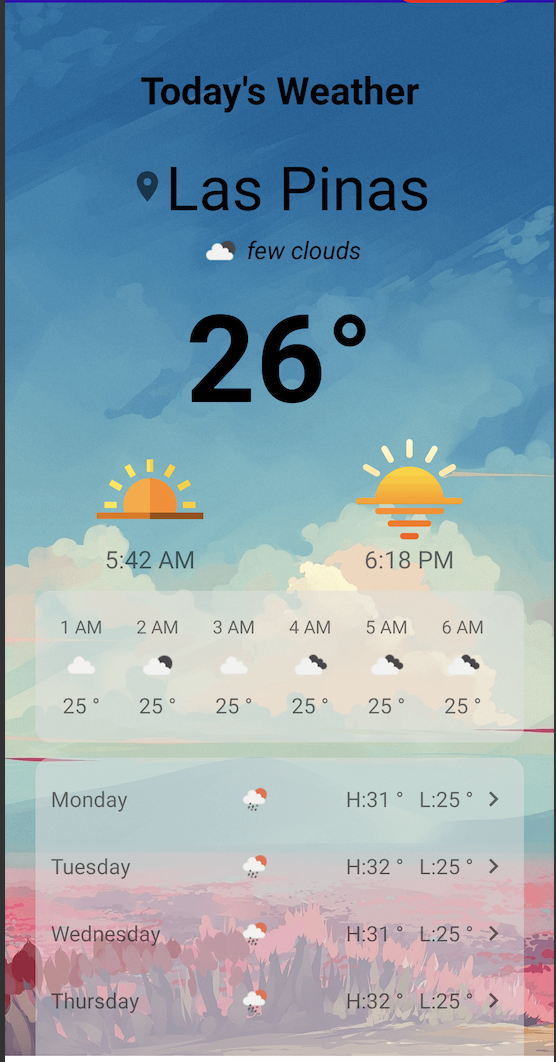 Today's Weather
Las Pinas
few clouds
26°
5:42 AM 6:18 PM
1 AM 2 AM 3 AM 4 AM 5 AM 6 AM
25 ° 25 ° 25 ° 25 ° 25 ° 25 °
Monday H:31 ° L:25 °
Tuesday H:32 ° L:25 °
Wednesday H:31 ° L:25 °
Thursday H:32 ° L:25 °